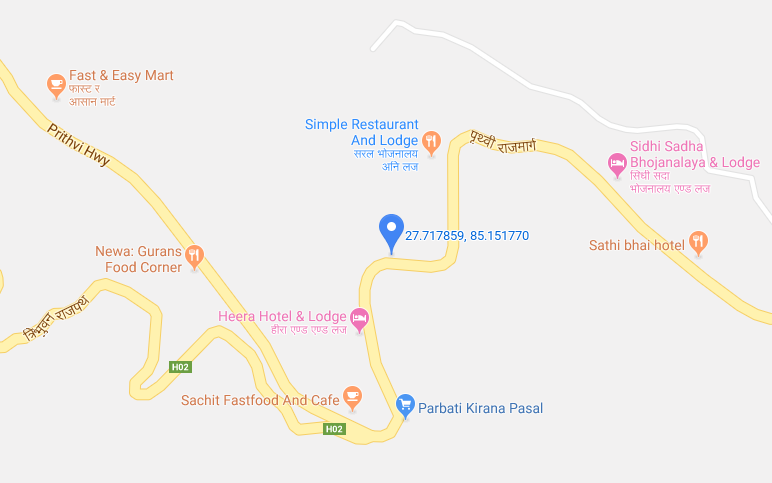 Fast & Easy Mart
फास्ट र
आसान मार्ट
Prithvi Hwy
Simple Restaurant
And Lodge
सरल भोजनालय
अनि लज
पृथ्वी राजमार्ग
Sidhi Sadha
Bhojanalaya & Lodge
सिधी सदा
भोजनालय एण्ड लज
27.717859, 85.151770
Sathi bhai hotel
Newa: Gurans
Food Corner
त्रिभुवन राजपथ
Heera Hotel & Lodge
हीरा एण्ड एण्ड लज
H02
Sachit Fastfood And Cafe
Parbati Kirana Pasal
H02